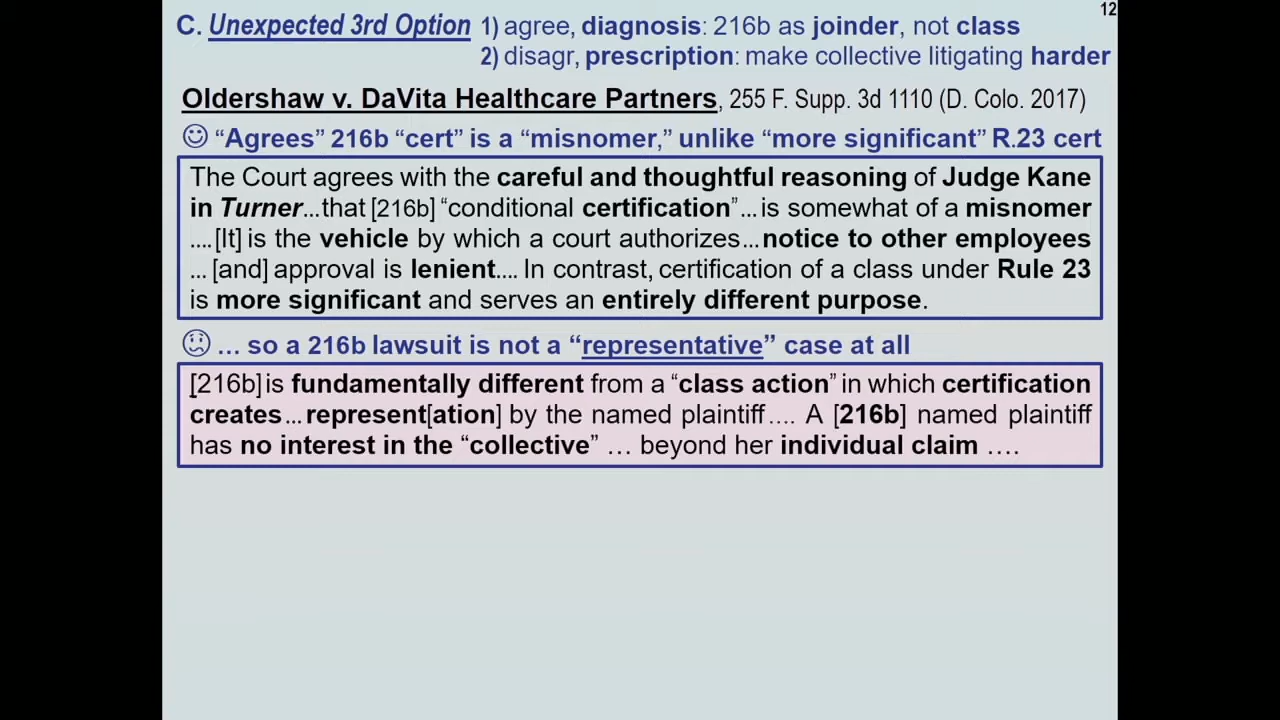 12
C. Unexpected 3rd Option 1) agree, diagnosis: 216b as joinder, not class
2) disagr, prescription: make collective litigating harder
Oldershaw v. DaVita Healthcare Partners, 255 F. Supp. 3d 1110 (D. Colo. 2017)
☺ “Agrees” 216b “cert” is a “misnomer,” unlike “more significant” R.23 cert
The Court agrees with the careful and thoughtful reasoning of Judge Kane
in Turner…that [216b] “conditional certification”…is somewhat of a misnomer
….[It] is the vehicle by which a court authorizes…notice to other employees
… [and] approval is lenient…. In contrast, certification of a class under Rule 23
is more significant and serves an entirely different purpose.
☹ … so a 216b lawsuit is not a “representative” case at all
[216b] is fundamentally different from a “class action” in which certification
creates…represent[ation] by the named plaintiff…. A [216b] named plaintiff
has no interest in the “collective” … beyond her individual claim ….